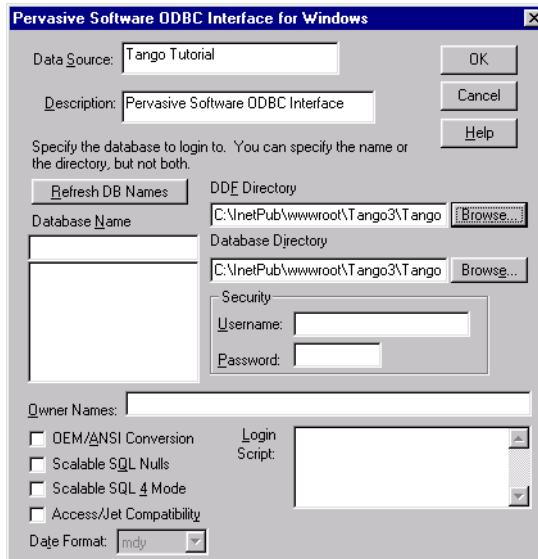 Pervasive Software ODBC Interface for Windows
Data Source: Tango Tutorial
OK
Description: Pervasive Software ODBC Interface
Cancel
Help
Specify the database to login to. You can specify the name or
the directory, but not both.
Refresh DB Names
DDF Directory
C:\InetPub\wwwroot\Tango3\Tango
Browse...
Database Name
Database Directory
C:\InetPub\wwwroot\Tango3\Tango
Browse...
Security
Username:
Password:
Owner Names:
OEM/ANSI Conversion
Scalable SQL Nulls
Scalable SQL 4 Mode
Access/Jet Compatibility
Login
Script:
Date Format: mdy